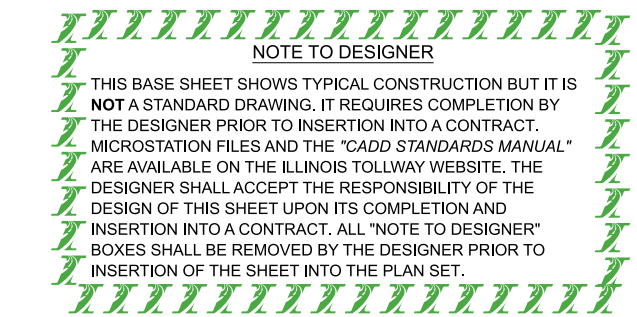 NOTE TO DESIGNER
THIS BASE SHEET SHOWS TYPICAL CONSTRUCTION BUT IT IS
NOT A STANDARD DRAWING. IT REQUIRES COMPLETION BY
THE DESIGNER PRIOR TO INSERTION INTO A CONTRACT.
MICROSTATION FILES AND THE "CADD STANDARDS MANUAL"
ARE AVAILABLE ON THE ILLINOIS TOLLWAY WEBSITE. THE
DESIGNER SHALL ACCEPT THE RESPONSIBILITY OF THE
DESIGN OF THIS SHEET UPON ITS COMPLETION AND
INSERTION INTO A CONTRACT. ALL "NOTE TO DESIGNER"
BOXES SHALL BE REMOVED BY THE DESIGNER PRIOR TO
INSERTION OF THE SHEET INTO THE PLAN SET.